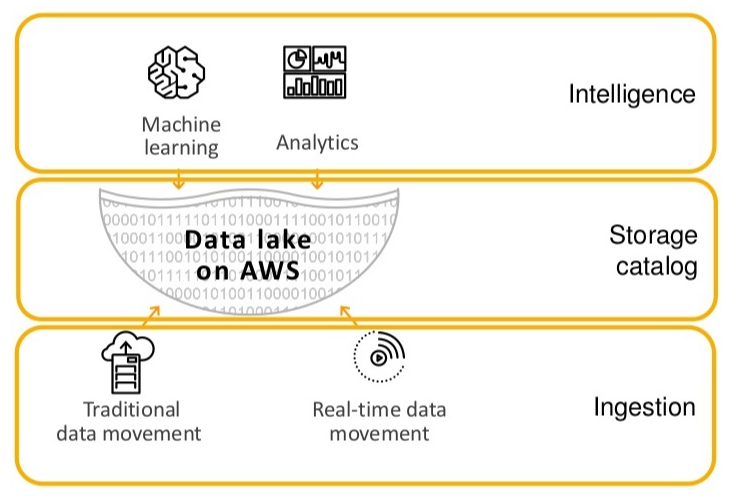 Machine
learning
Analytics
Intelligence
Data lake
on AWS
Storage
catalog
Traditional
data movement
Real-time data
movement
Ingestion